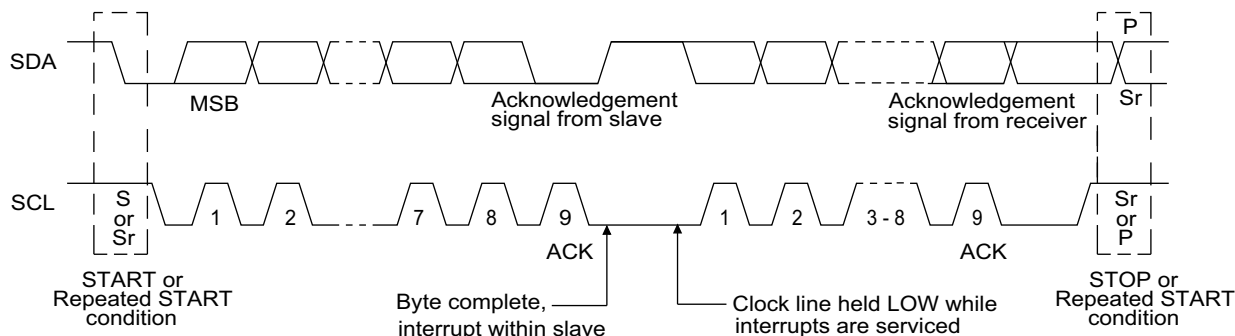 P
SDA
MSB
Acknowledgement
signal from slave
Acknowledgement
signal from receiver
Sr
SCL
S
or
Sr
1
2
7
8
9
ACK
1
2
3 - 8
9
ACK
Sr
or
P
START or
Repeated START
condition
Byte complete,
interrupt within slave
Clock line held LOW while
interrupts are serviced
STOP or
Repeated START
condition